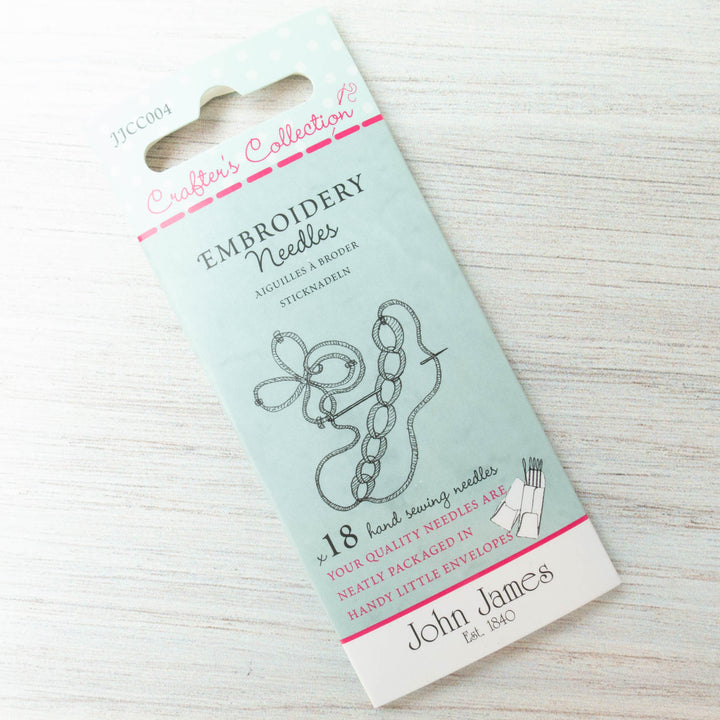 JJCC004
Crafter's Collection
EMBROIDERY
Needles
AIGUILLES À BRODER
STICKNADELN
x18 hand sewing needles
YOUR QUALITY NEEDLES ARE
NEATLY PACKAGED IN
HANDY LITTLE ENVELOPES
John James
Est. 1840